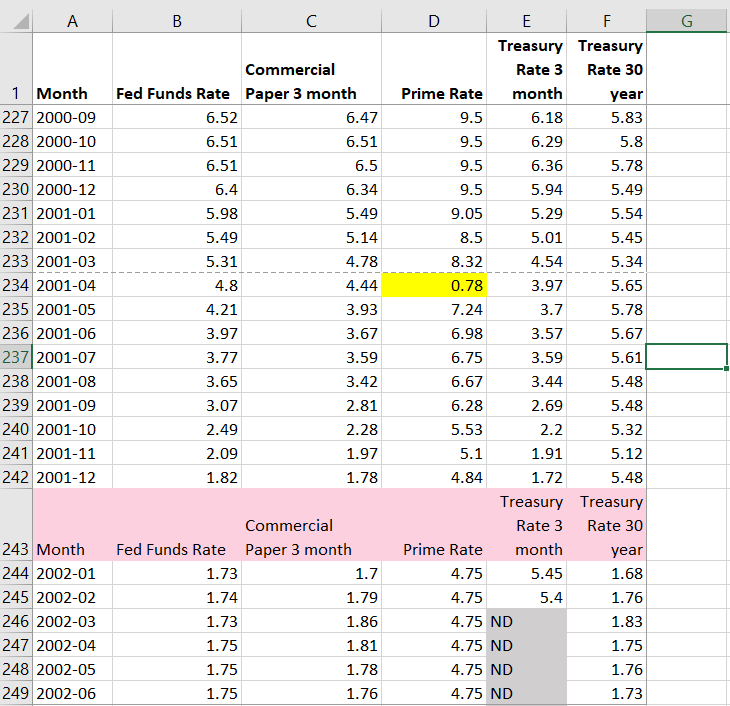 A B C D E F G
Treasury Treasury
Commercial Rate 3 Rate 30
1 Month Fed Funds Rate Paper 3 month Prime Rate month year
227 2000-09 6.52 6.47 9.5 6.18 5.83
228 2000-10 6.51 6.51 9.5 6.29 5.8
229 2000-11 6.51 6.5 9.5 6.36 5.78
230 2000-12 6.4 6.34 9.5 5.94 5.49
231 2001-01 5.98 5.49 9.05 5.29 5.54
232 2001-02 5.49 5.14 8.5 5.01 5.45
233 2001-03 5.31 4.78 8.32 4.54 5.34
234 2001-04 4.8 4.44 0.78 3.97 5.65
235 2001-05 4.21 3.93 7.24 3.7 5.78
236 2001-06 3.97 3.67 6.98 3.57 5.67
237 2001-07 3.77 3.59 6.75 3.59 5.61
238 2001-08 3.65 3.42 6.67 3.44 5.48
239 2001-09 3.07 2.81 6.28 2.69 5.48
240 2001-10 2.49 2.28 5.53 2.2 5.32
241 2001-11 2.09 1.97 5.1 1.91 5.12
242 2001-12 1.82 1.78 4.84 1.72 5.48
Treasury Treasury
Commercial Rate 3 Rate 30
243 Month Fed Funds Rate Paper 3 month Prime Rate month year
244 2002-01 1.73 1.7 4.75 5.45 1.68
245 2002-02 1.74 1.79 4.75 5.4 1.76
246 2002-03 1.73 1.86 4.75 ND 1.83
247 2002-04 1.75 1.81 4.75 ND 1.75
248 2002-05 1.75 1.78 4.75 ND 1.76
249 2002-06 1.75 1.76 4.75 ND 1.73